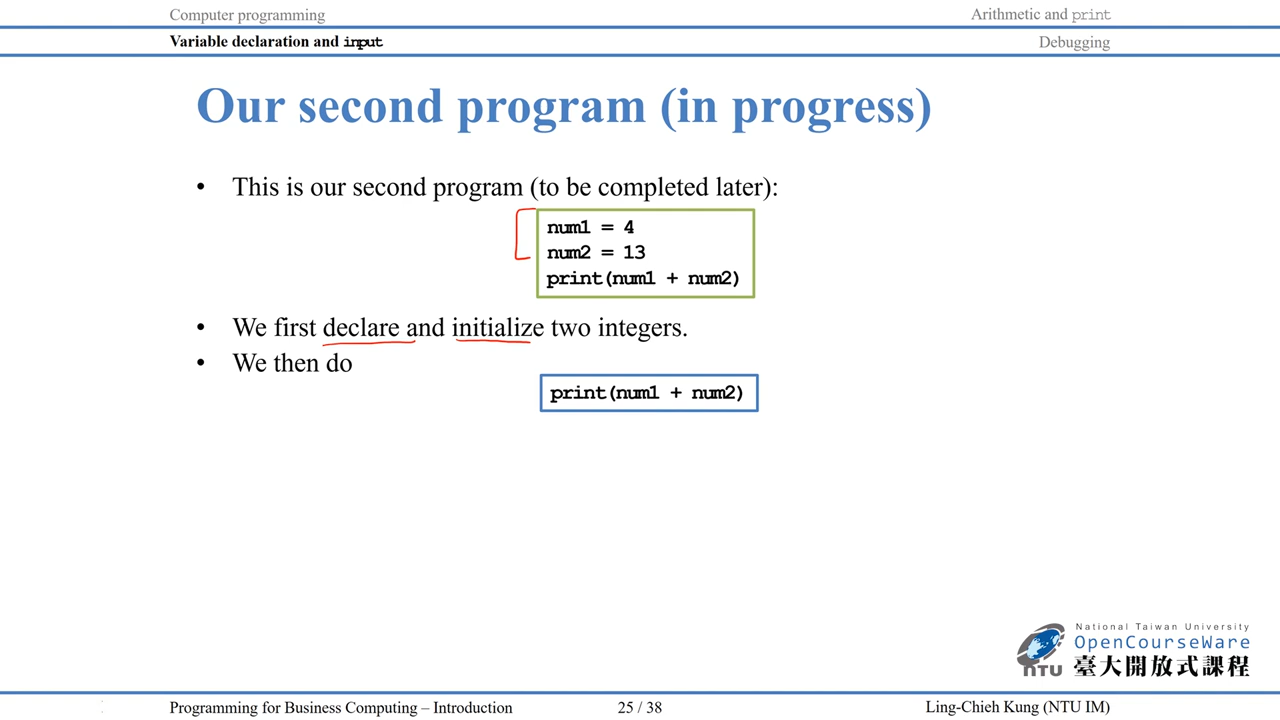 Computer programming
Arithmetic and print
Variable declaration and input
Debugging
Our second program (in progress)
• This is our second program (to be completed later):
num1 = 4
num2 = 13
print(num1 + num2)
• We first declare and initialize two integers.
• We then do
print(num1 + num2)
National Taiwan University
OpenCourseWare
NTU 臺大開放式課程
Programming for Business Computing – Introduction
25 / 38
Ling-Chieh Kung (NTU IM)